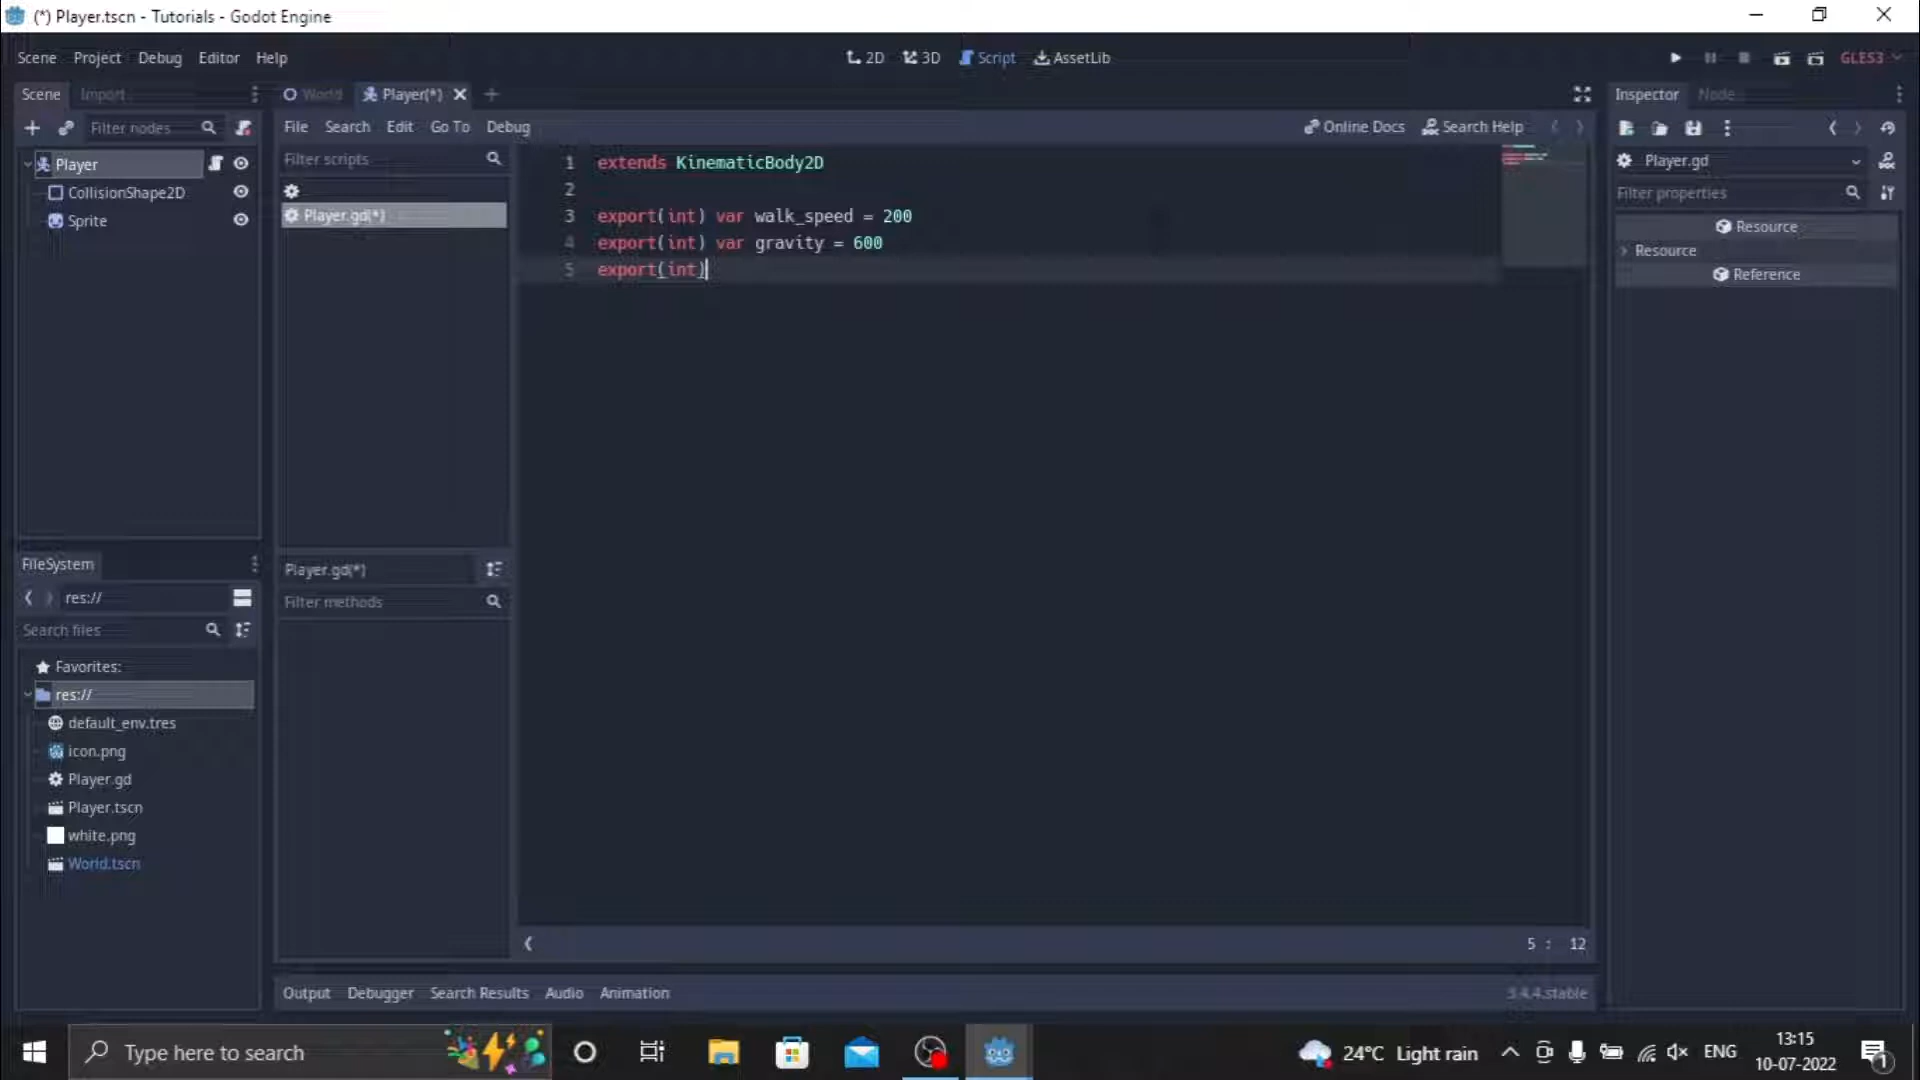 (*) Player.tscn - Tutorials - Godot Engine
Scene Project Debug Editor Help
2D 3D Script AssetLib
GLES3
Scene Import
World Player(*)
Inspector Node
Filter nodes
File Search Edit Go To Debug
Online Docs Search Help
Player
CollisionShape2D
Sprite
Filter scripts
Player.gd(*)
1 extends KinematicBody2D
2
3 export(int) var walk_speed = 200
4 export(int) var gravity = 600
5 export(int)
Player.gd
Filter properties
Resource
Resource
Reference
FileSystem
res://
Search files
Favorites:
res://
default_env.tres
icon.png
Player.gd
Player.tscn
white.png
World.tscn
Player.gd(*)
Filter methods
5 : 12
Output Debugger Search Results Audio Animation
3.4.4.stable
Type here to search
24°C Light rain
ENG
13:15
10-07-2022
1